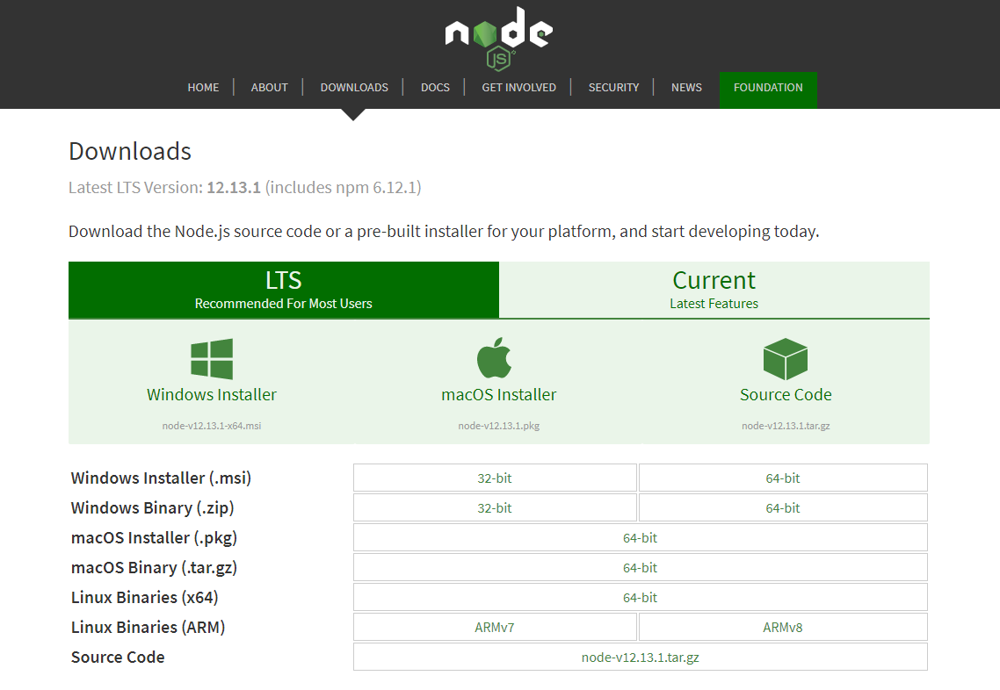 node
JS
HOME ABOUT DOWNLOADS DOCS GET INVOLVED SECURITY NEWS FOUNDATION
Downloads
Latest LTS Version: 12.13.1 (includes npm 6.12.1)
Download the Node.js source code or a pre-built installer for your platform, and start developing today.
LTS Current
Recommended For Most Users Latest Features
Windows Installer macOS Installer Source Code
node-v12.13.1-x64.msi node-v12.13.1.pkg node-v12.13.1.tar.gz
Windows Installer (.msi) 32-bit 64-bit
Windows Binary (.zip) 32-bit 64-bit
macOS Installer (.pkg) 64-bit
macOS Binary (.tar.gz) 64-bit
Linux Binaries (x64) 64-bit
Linux Binaries (ARM) ARMv7 ARMv8
Source Code node-v12.13.1.tar.gz